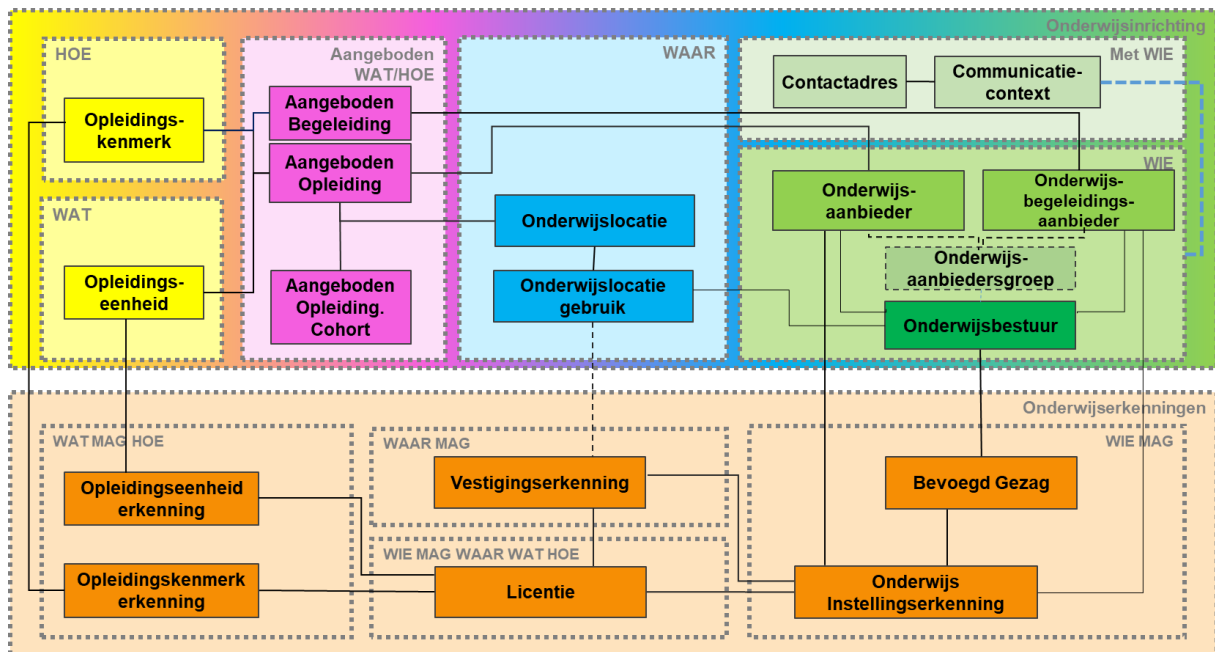 Onderwijsinrichting
HOE
Opleidings-
kenmerk
WAT
Opleidings-
eenheid
Aangeboden
WAT/HOE
Aangeboden
Begeleiding
Aangeboden
Opleiding
Aangeboden
Opleiding.
Cohort
WAAR
Onderwijslocatie
Onderwijslocatie
gebruik
Met WIE
Contactadres
Communicatie-
context
WIE
Onderwijs-
aanbieder
Onderwijs-
begeleidings-
aanbieder
Onderwijs-
aanbiedersgroep
Onderwijsbestuur
Onderwijserkenningen
WAT MAG HOE
Opleidingseenheid
erkenning
Opleidingskenmerk
erkenning
WAAR MAG
Vestigingserkenning
WIE MAG WAAR WAT HOE
Licentie
WIE MAG
Bevoegd Gezag
Onderwijs
Instellingserkenning